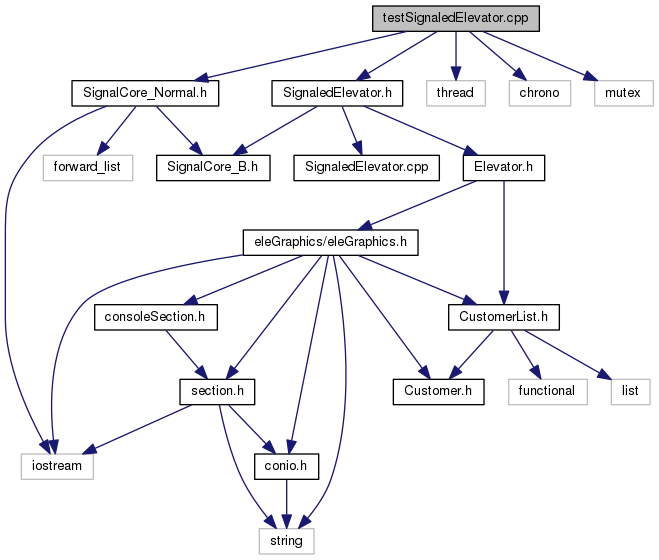 testSignaledElevator.cpp
SignalCore_Normal.h
SignaledElevator.h
thread
chrono
mutex
forward_list
SignalCore_B.h
SignaledElevator.cpp
Elevator.h
eleGraphics/eleGraphics.h
consoleSection.h
CustomerList.h
section.h
Customer.h
functional
list
iostream
conio.h
string